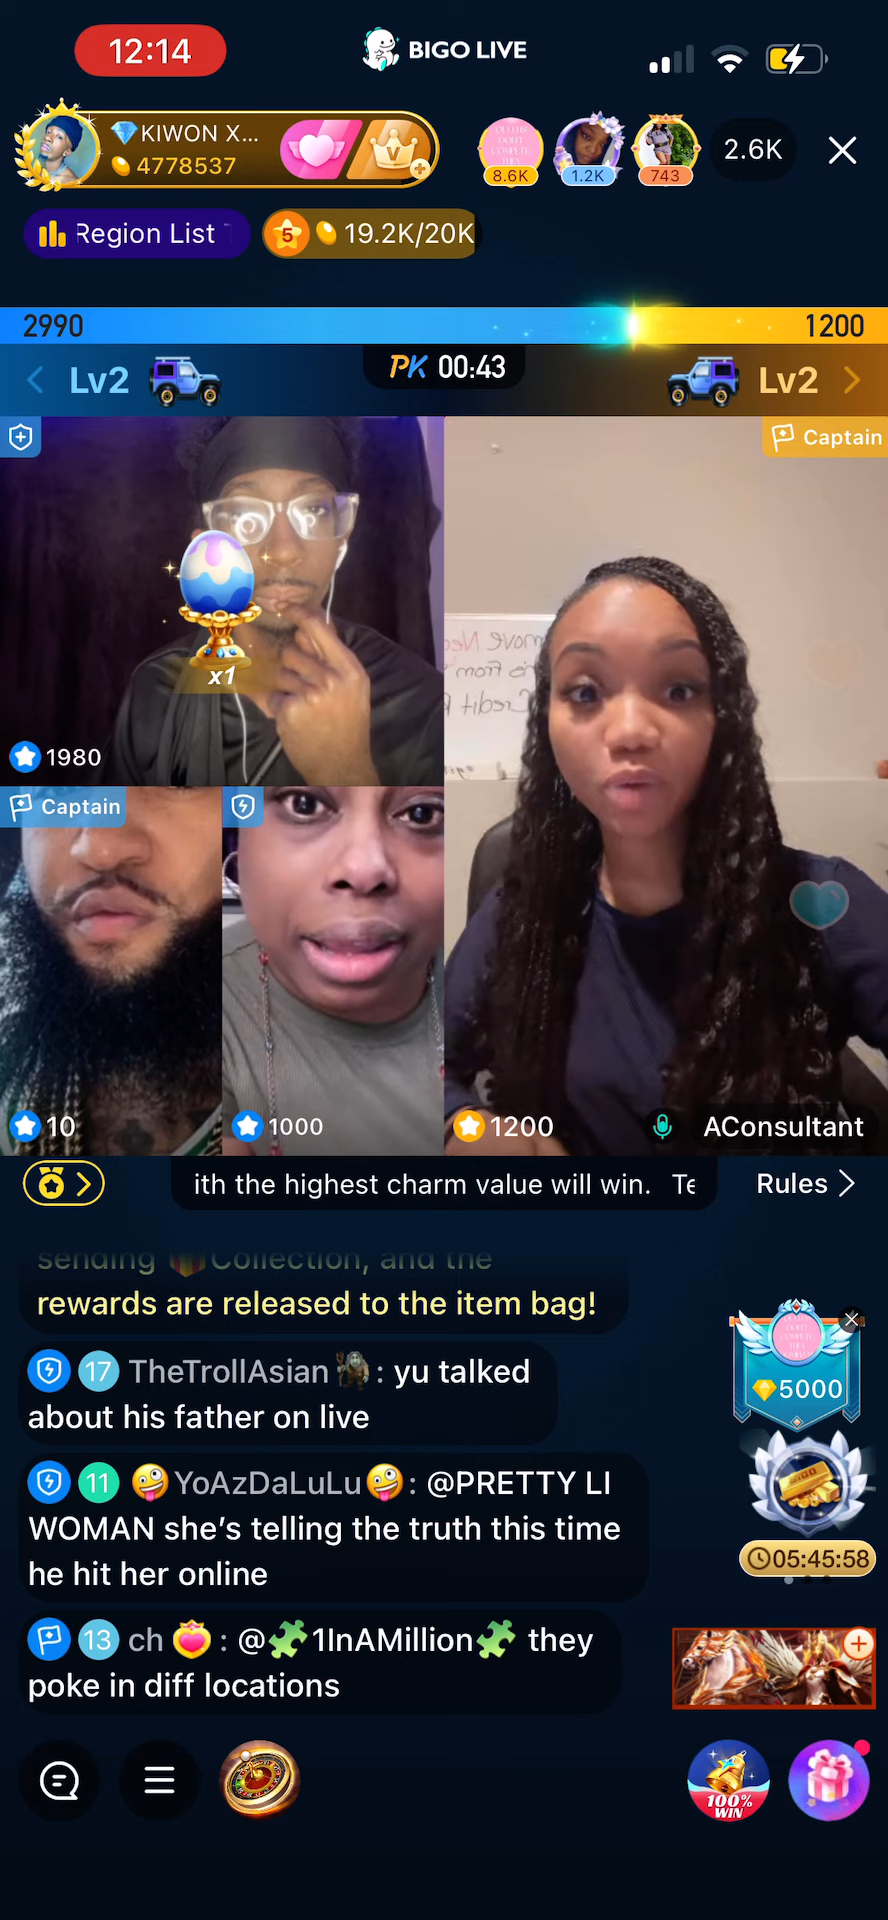 12:14
BIGO LIVE
KIWON X...
4778537
8.6K
1.2K
743
2.6K
Region List
5
19.2K/20K
2990
1200
Lv2
PK 00:43
Lv2
Captain
x1
1980
Captain
10
1000
1200
AConsultant
ith the highest charm value will win.
Rules
sending Collection, and the
rewards are released to the item bag!
17 TheTrollAsian : yu talked
about his father on live
11 🤪YoAzDaLuLu🤪: @PRETTY LI
WOMAN she's telling the truth this time
he hit her online
13 ch : @🧩1InAMillion🧩 they
poke in diff locations
5000
05:45:58
100%
WIN